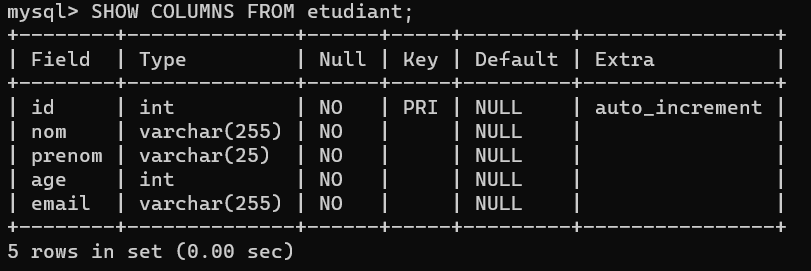 mysql> SHOW COLUMNS FROM etudiant;
+--------+--------------+------+-----+---------+----------------+
| Field  | Type         | Null | Key | Default | Extra          |
+--------+--------------+------+-----+---------+----------------+
| id     | int          | NO   | PRI | NULL    | auto_increment |
| nom    | varchar(255) | NO   |     | NULL    |                |
| prenom | varchar(25)  | NO   |     | NULL    |                |
| age    | int          | NO   |     | NULL    |                |
| email  | varchar(255) | NO   |     | NULL    |                |
+--------+--------------+------+-----+---------+----------------+
5 rows in set (0.00 sec)